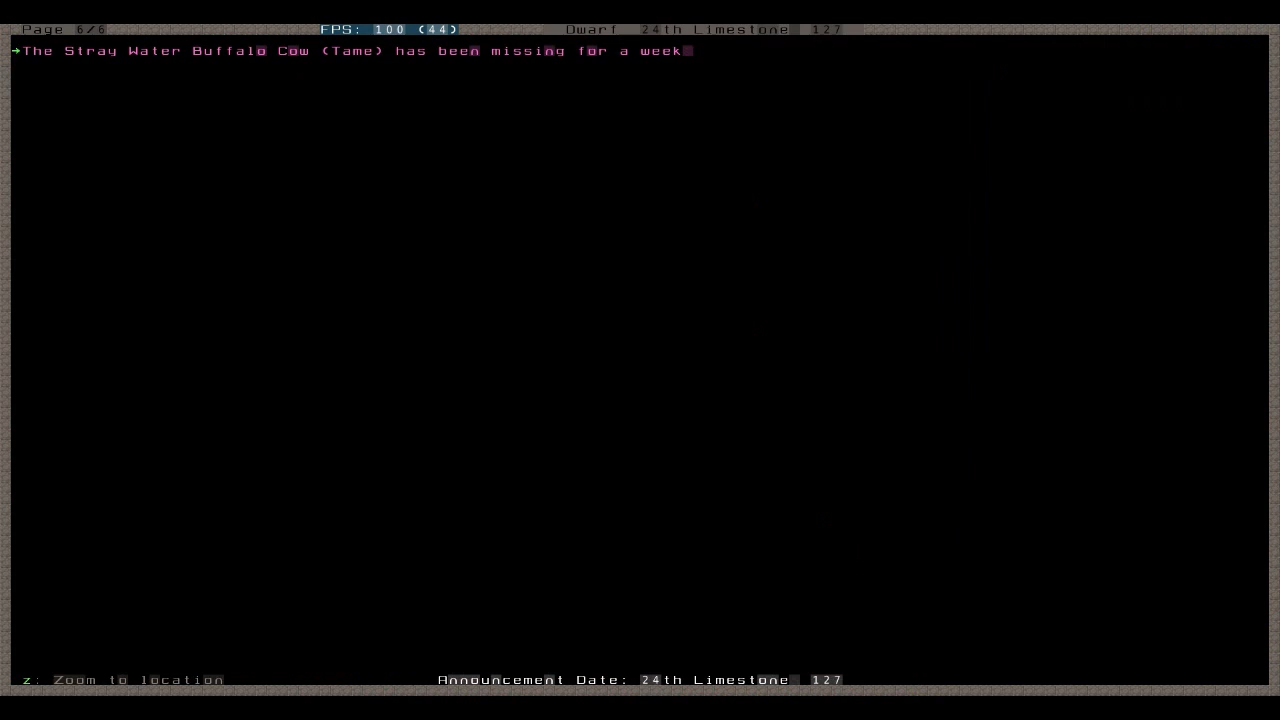 Page 6/6 FPS: 100 (44) Dwarf 24th Limestone 127
→The Stray Water Buffalo Cow (Tame) has been missing for a week
z: Zoom to location Announcement Date: 24th Limestone 127